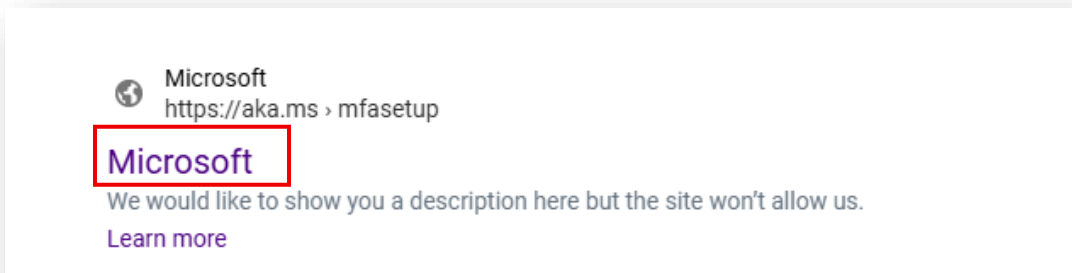 Microsoft
https://aka.ms › mfasetup
Microsoft
We would like to show you a description here but the site won’t allow us.
Learn more